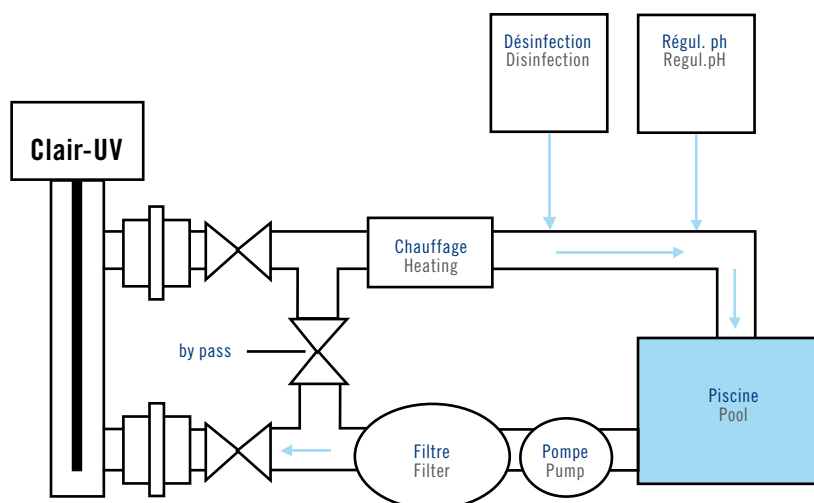 Désinfection
Disinfection
Régul. ph
Regul.pH
Clair-UV
Chauffage
Heating
by pass
Piscine
Pool
Filtre
Filter
Pompe
Pump